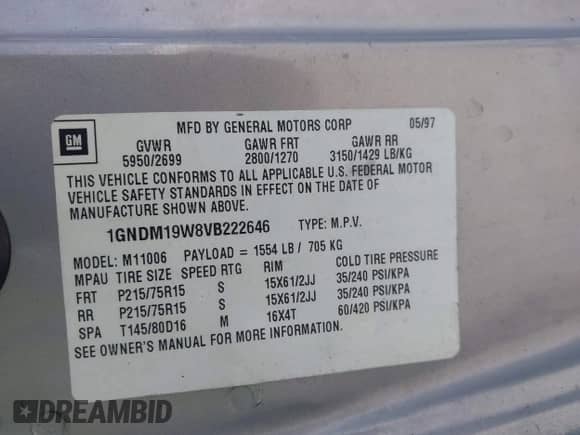 MFD BY GENERAL MOTORS CORP 05/97
GM
GVWR GAWR FRT GAWR RR
5950/2699 2800/1270 3150/1429 LB/KG
THIS VEHICLE CONFORMS TO ALL APPLICABLE U.S. FEDERAL MOTOR
VEHICLE SAFETY STANDARDS IN EFFECT ON THE DATE OF
MANUFACTURE SHOWN ABOVE.
1GNDM19W8VB222646 TYPE: M.P.V.
MODEL: M11006 PAYLOAD = 1554 LB / 705 KG
MPAU TIRE SIZE SPEED RTG RIM COLD TIRE PRESSURE
FRT P215/75R15 S 15X61/2JJ 35/240 PSI/KPA
RR P215/75R15 S 15X61/2JJ 35/240 PSI/KPA
SPA T145/80D16 M 16X4T 60/420 PSI/KPA
SEE OWNER'S MANUAL FOR MORE INFORMATION.
DREAMBID